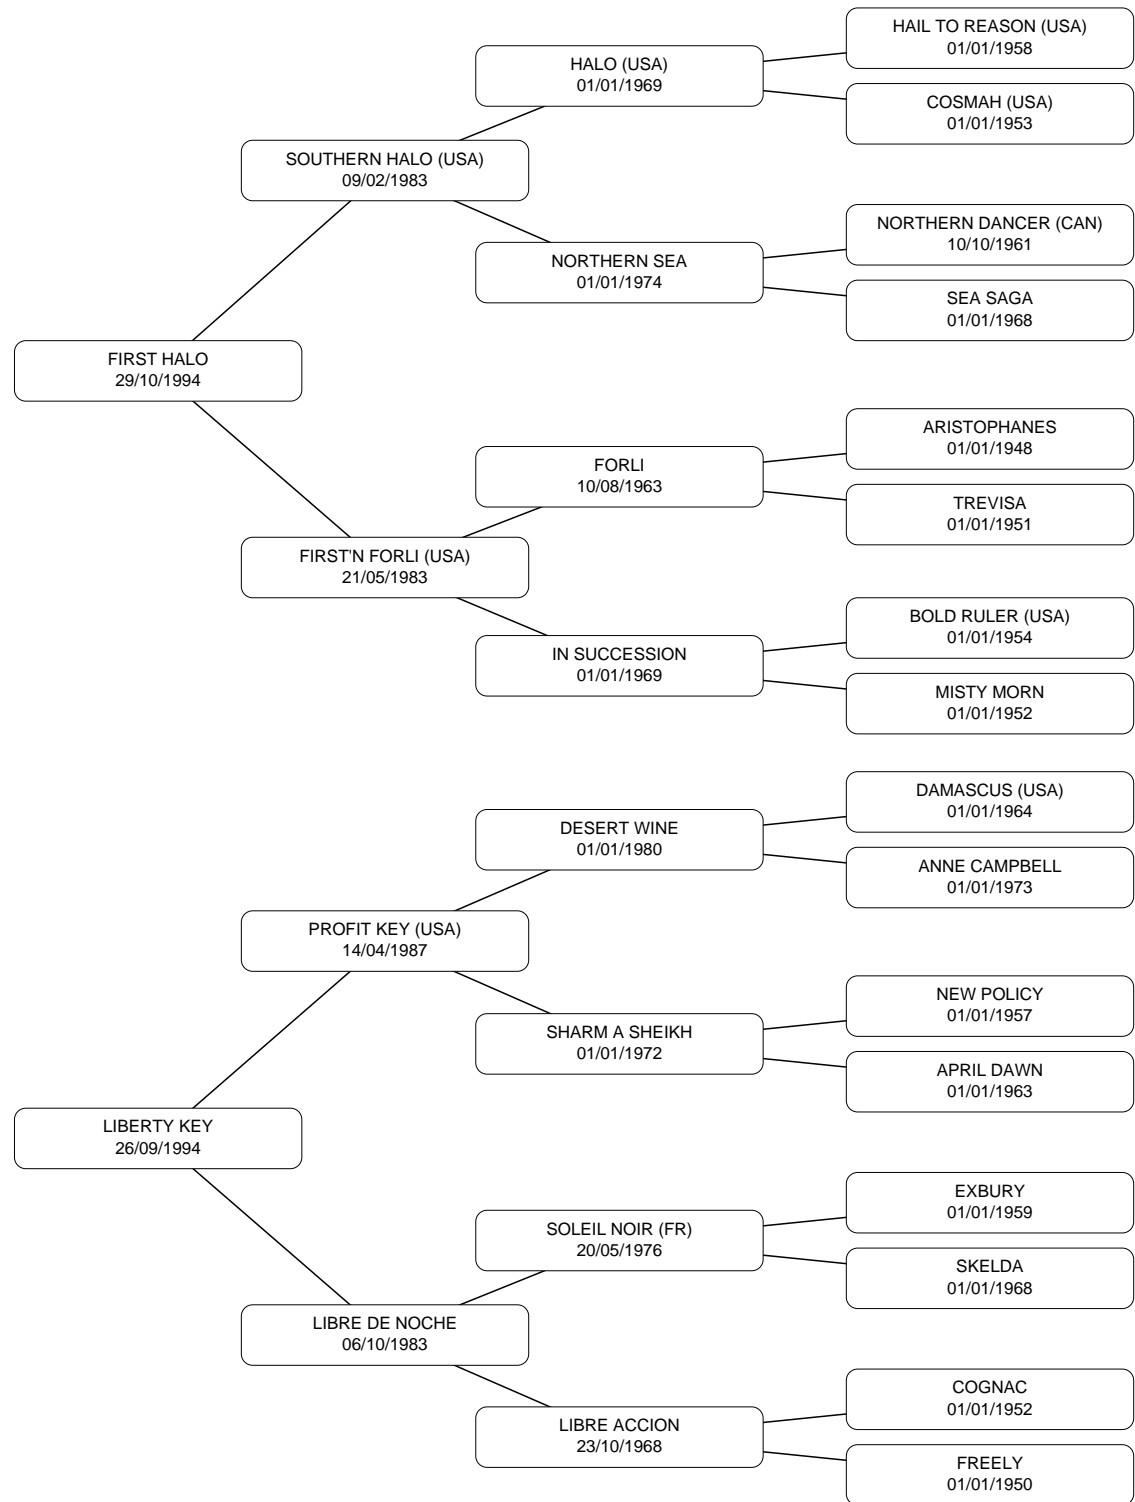 HAIL TO REASON (USA)
01/01/1958
HALO (USA)
01/01/1969
COSMAH (USA)
01/01/1953
SOUTHERN HALO (USA)
09/02/1983
NORTHERN DANCER (CAN)
10/10/1961
NORTHERN SEA
01/01/1974
SEA SAGA
01/01/1968
FIRST HALO
29/10/1994
ARISTOPHANES
01/01/1948
FORLI
10/08/1963
TREVISA
01/01/1951
FIRST'N FORLI (USA)
21/05/1983
BOLD RULER (USA)
01/01/1954
IN SUCCESSION
01/01/1969
MISTY MORN
01/01/1952
DAMASCUS (USA)
01/01/1964
DESERT WINE
01/01/1980
ANNE CAMPBELL
01/01/1973
PROFIT KEY (USA)
14/04/1987
NEW POLICY
01/01/1957
SHARM A SHEIKH
01/01/1972
APRIL DAWN
01/01/1963
LIBERTY KEY
26/09/1994
EXBURY
01/01/1959
SOLEIL NOIR (FR)
20/05/1976
SKELDA
01/01/1968
LIBRE DE NOCHE
06/10/1983
COGNAC
01/01/1952
LIBRE ACCION
23/10/1968
FREELY
01/01/1950